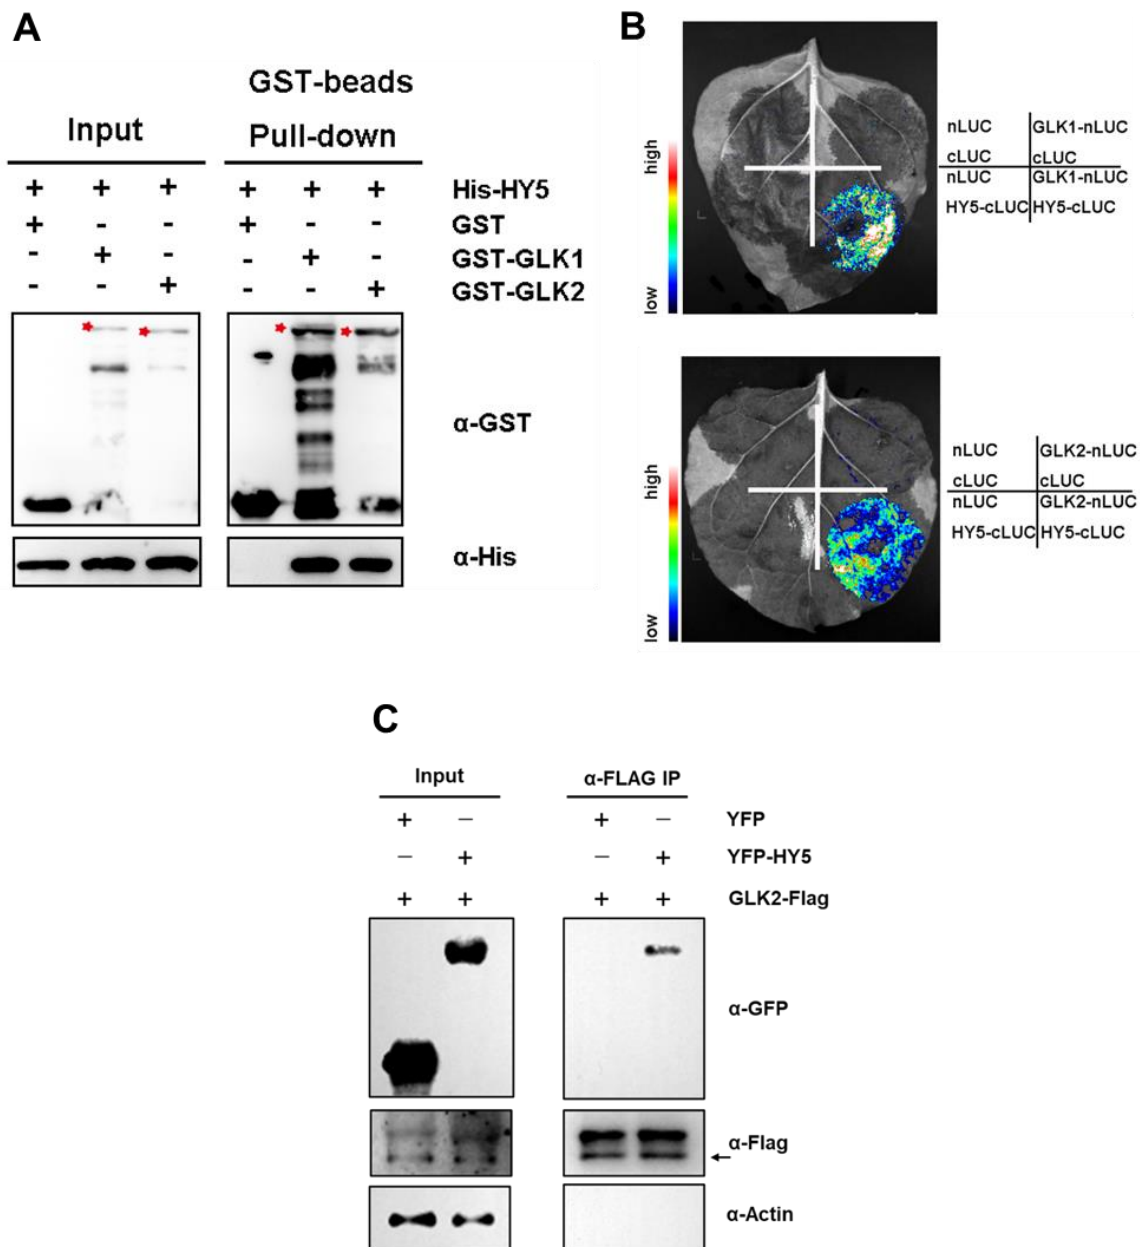 A
GST-beads
Input
Pull-down
+ + + + + + His-HY5
+ - - + - - GST
- + - - + - GST-GLK1
- - + - - + GST-GLK2
α-GST
α-His
B
high
low
nLUC GLK1-nLUC
cLUC cLUC
nLUC GLK1-nLUC
HY5-cLUC HY5-cLUC
high
low
nLUC GLK2-nLUC
cLUC cLUC
nLUC GLK2-nLUC
HY5-cLUC HY5-cLUC
C
Input α-FLAG IP
+ – + – YFP
– + – + YFP-HY5
+ + + + GLK2-Flag
α-GFP
α-Flag
α-Actin